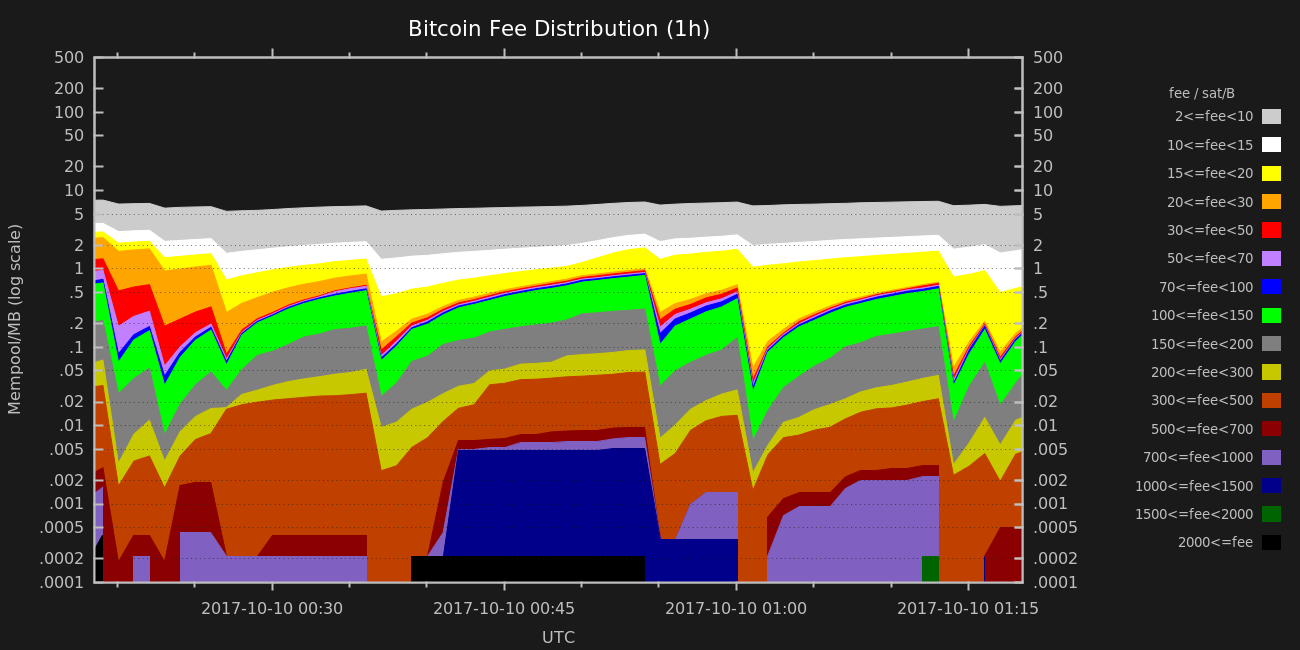 Bitcoin Fee Distribution (1h)
500 500
200 200
100 100
50 50
20 20
10 10
5 5
2 2
1 1
.5 .5
.2 .2
.1 .1
.05 .05
.02 .02
.01 .01
.005 .005
.002 .002
.001 .001
.0005 .0005
.0002 .0002
.0001 .0001
Mempool/MB (log scale)
2017-10-10 00:30 2017-10-10 00:45 2017-10-10 01:00 2017-10-10 01:15
UTC
fee / sat/B
2<=fee<10
10<=fee<15
15<=fee<20
20<=fee<30
30<=fee<50
50<=fee<70
70<=fee<100
100<=fee<150
150<=fee<200
200<=fee<300
300<=fee<500
500<=fee<700
700<=fee<1000
1000<=fee<1500
1500<=fee<2000
2000<=fee